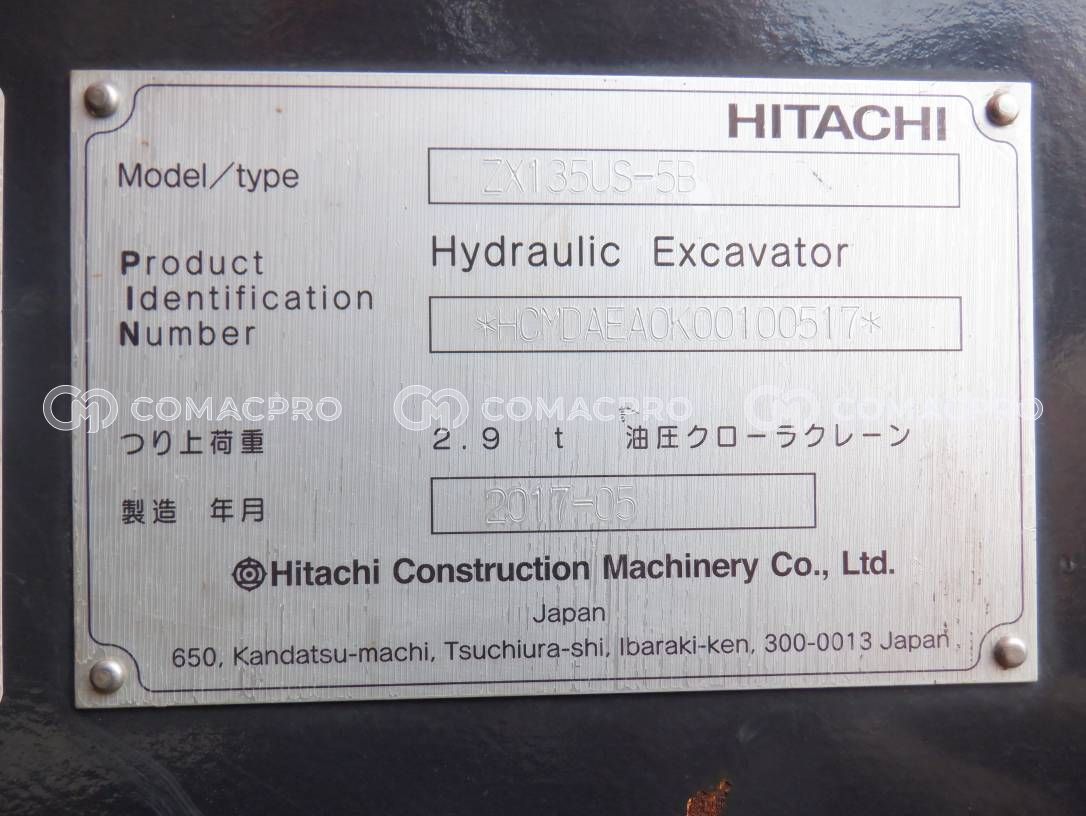 HITACHI
Model/type ZX135US-5B
Hydraulic Excavator
Product
Identification
Number *HCMDAEA0K00100517*
COMACPRO COMACPRO COMACPRO
つり上荷重 2.9 t 油圧クローラクレーン
製造 年月 2017-05
Hitachi Construction Machinery Co., Ltd.
Japan
650, Kandatsu-machi, Tsuchiura-shi, Ibaraki-ken, 300-0013 Japan